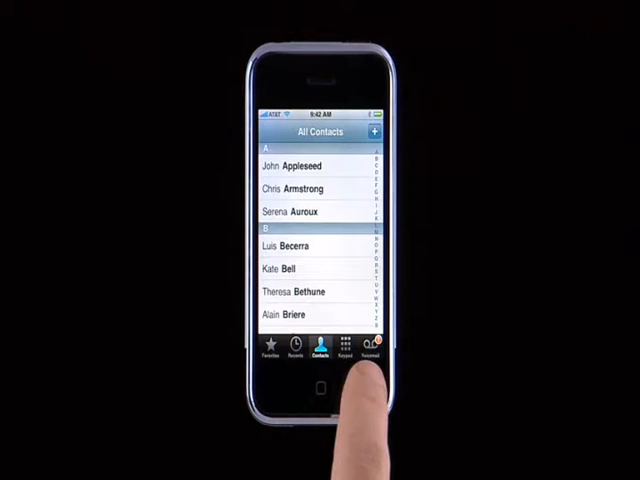 AT&T 9:42 AM
All Contacts +
A
John Appleseed
Chris Armstrong
Serena Auroux
B
Luis Becerra
Kate Bell
Theresa Bethune
Alain Briere
Favorites Recents Contacts Keypad Voicemail